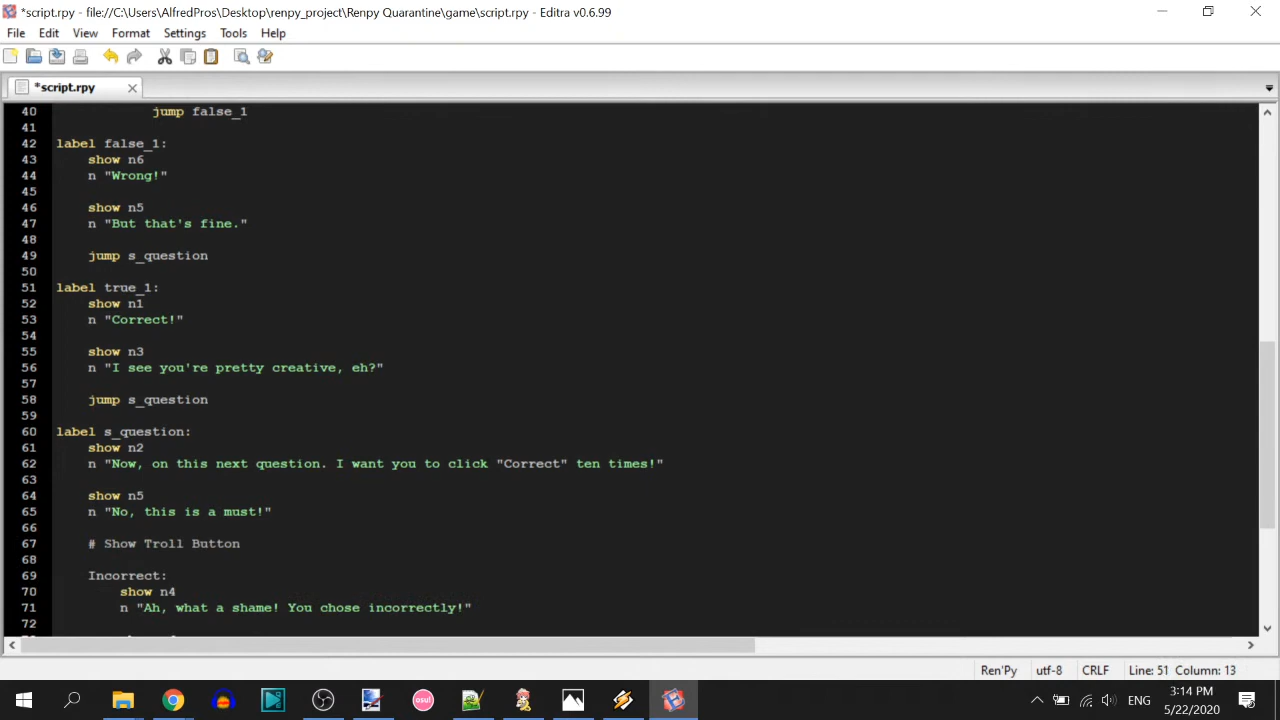 *script.rpy - file://C:\Users\AlfredPros\Desktop\renpy_project\Renpy Quarantine\game\script.rpy - Editra v0.6.99
File Edit View Format Settings Tools Help
*script.rpy
40 jump false_1
41
42 label false_1:
43 show n6
44 n "Wrong!"
45
46 show n5
47 n "But that's fine."
48
49 jump s_question
50
51 label true_1:
52 show n1
53 n "Correct!"
54
55 show n3
56 n "I see you're pretty creative, eh?"
57
58 jump s_question
59
60 label s_question:
61 show n2
62 n "Now, on this next question. I want you to click "Correct" ten times!"
63
64 show n5
65 n "No, this is a must!"
66
67 # Show Troll Button
68
69 Incorrect:
70 show n4
71 n "Ah, what a shame! You chose incorrectly!"
72
Ren'Py utf-8 CRLF Line: 51 Column: 13
osu!
ENG
3:14 PM
5/22/2020